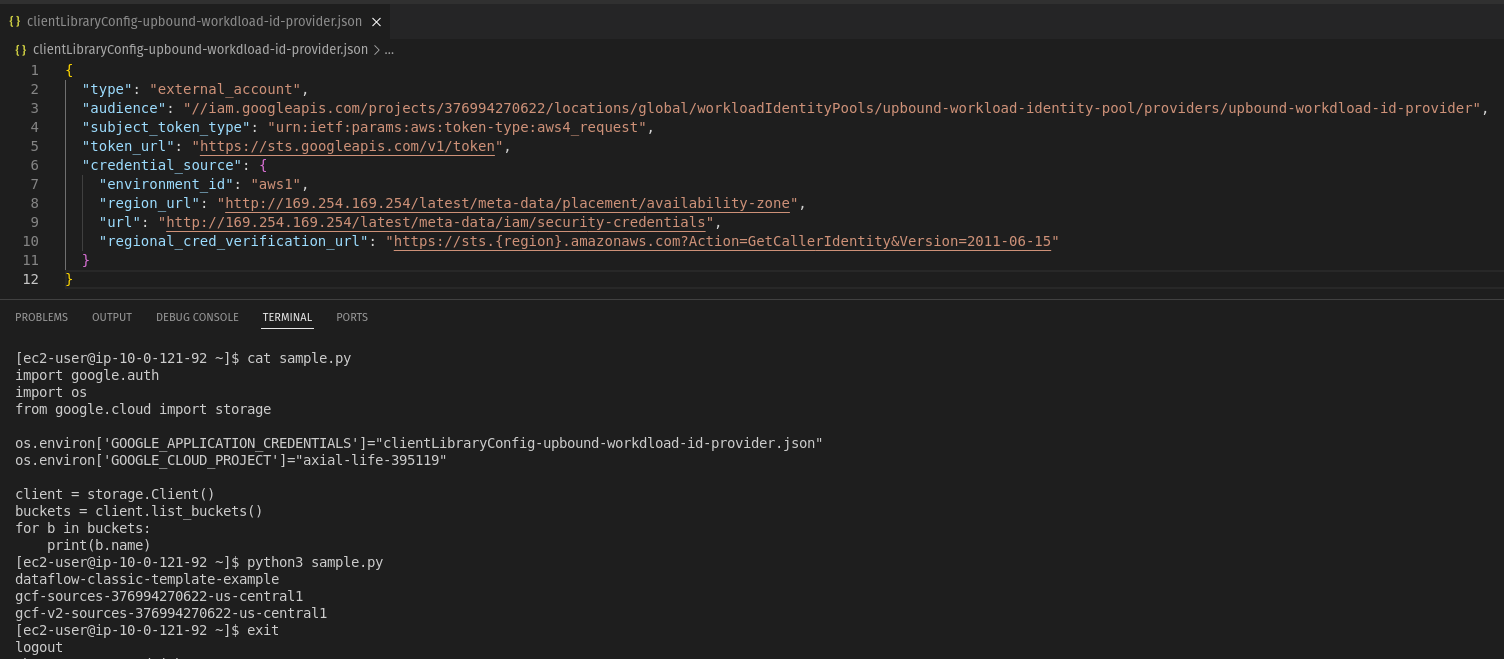 {} clientLibraryConfig-upbound-workdload-id-provider.json ×
{} clientLibraryConfig-upbound-workdload-id-provider.json > ...
1 {
2 "type": "external_account",
3 "audience": "//iam.googleapis.com/projects/376994270622/locations/global/workloadIdentityPools/upbound-workload-identity-pool/providers/upbound-workdload-id-provider",
4 "subject_token_type": "urn:ietf:params:aws:token-type:aws4_request",
5 "token_url": "https://sts.googleapis.com/v1/token",
6 "credential_source": {
7 "environment_id": "aws1",
8 "region_url": "http://169.254.169.254/latest/meta-data/placement/availability-zone",
9 "url": "http://169.254.169.254/latest/meta-data/iam/security-credentials",
10 "regional_cred_verification_url": "https://sts.{region}.amazonaws.com?Action=GetCallerIdentity&Version=2011-06-15"
11 }
12 }
PROBLEMS OUTPUT DEBUG CONSOLE TERMINAL PORTS
[ec2-user@ip-10-0-121-92 ~]$ cat sample.py
import google.auth
import os
from google.cloud import storage
os.environ['GOOGLE_APPLICATION_CREDENTIALS']="clientLibraryConfig-upbound-workdload-id-provider.json"
os.environ['GOOGLE_CLOUD_PROJECT']="axial-life-395119"
client = storage.Client()
buckets = client.list_buckets()
for b in buckets:
print(b.name)
[ec2-user@ip-10-0-121-92 ~]$ python3 sample.py
dataflow-classic-template-example
gcf-sources-376994270622-us-central1
gcf-v2-sources-376994270622-us-central1
[ec2-user@ip-10-0-121-92 ~]$ exit
logout